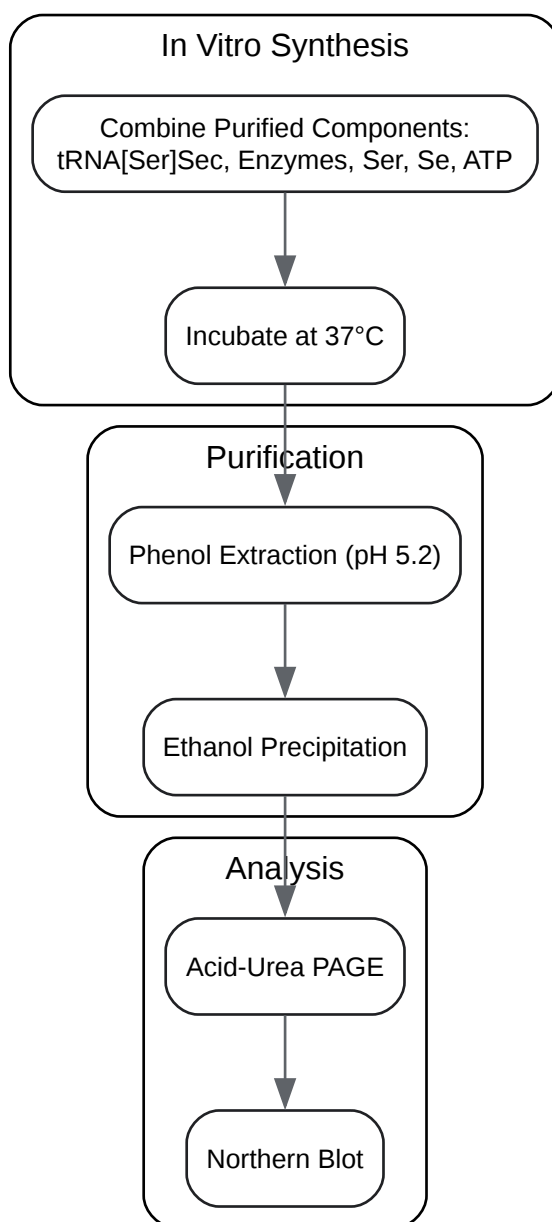 In Vitro Synthesis
Combine Purified Components:
tRNA[Ser]Sec, Enzymes, Ser, Se, ATP
Incubate at 37°C
Purification
Phenol Extraction (pH 5.2)
Ethanol Precipitation
Analysis
Acid-Urea PAGE
Northern Blot